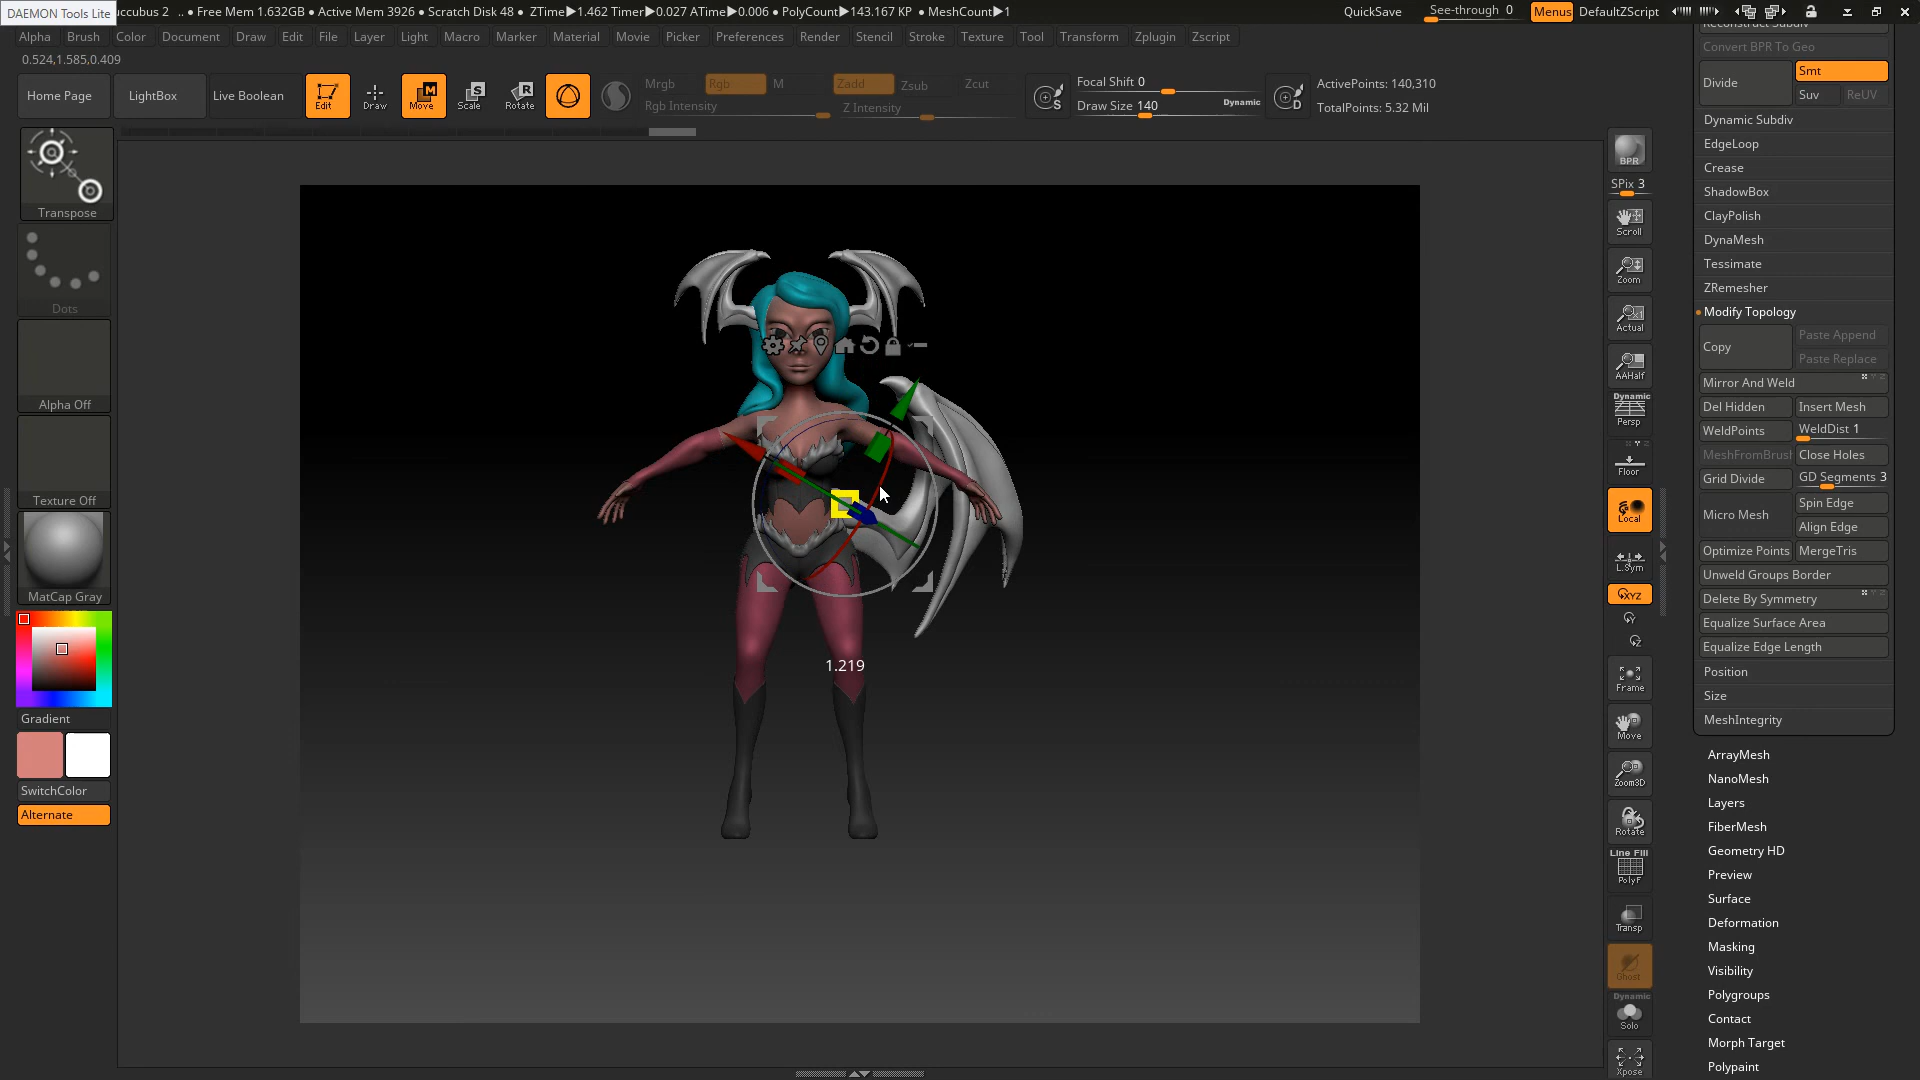 DAEMON Tools Lite
uccubus 2 .. ● Free Mem 1.632GB ● Active Mem 3926 ● Scratch Disk 48 ● ZTime▶1.462 Timer▶0.027 ATime▶0.006 ● PolyCount▶143.167 KP ● MeshCount▶1
QuickSave
See-through 0
Menus
DefaultZScript
Alpha Brush Color Document Draw Edit File Layer Light Macro Marker Material Movie Picker Preferences Render Stencil Stroke Texture Tool Transform Zplugin Zscript
0.524,1.585,0.409
Home Page
LightBox
Live Boolean
Edit
Draw
Move
Scale
Rotate
Mrgb
Rgb
M
Rgb Intensity
Zadd
Zsub
Zcut
Z Intensity
S
Focal Shift 0
Draw Size 140
Dynamic
D
ActivePoints: 140,310
TotalPoints: 5.32 Mil
Transpose
Dots
Alpha Off
Texture Off
MatCap Gray
Gradient
SwitchColor
Alternate
1.219
BPR
SPix 3
Scroll
Zoom
Actual
AAHalf
Dynamic
Persp
Floor
Local
L.Sym
XYZ
Y
Z
Frame
Move
Zoom3D
Rotate
Line Fill
PolyF
Transp
Ghost
Dynamic
Solo
Xpose
Reconstruct Subdiv
Convert BPR To Geo
Divide
Smt
Suv
ReUV
Dynamic Subdiv
EdgeLoop
Crease
ShadowBox
ClayPolish
DynaMesh
Tessimate
ZRemesher
Modify Topology
Copy
Paste Append
Paste Replace
Mirror And Weld
Del Hidden
Insert Mesh
WeldPoints
WeldDist 1
MeshFromBrush
Close Holes
Grid Divide
GD Segments 3
Micro Mesh
Spin Edge
Align Edge
Optimize Points
MergeTris
Unweld Groups Border
Delete By Symmetry
Equalize Surface Area
Equalize Edge Length
Position
Size
MeshIntegrity
ArrayMesh
NanoMesh
Layers
FiberMesh
Geometry HD
Preview
Surface
Deformation
Masking
Visibility
Polygroups
Contact
Morph Target
Polypaint